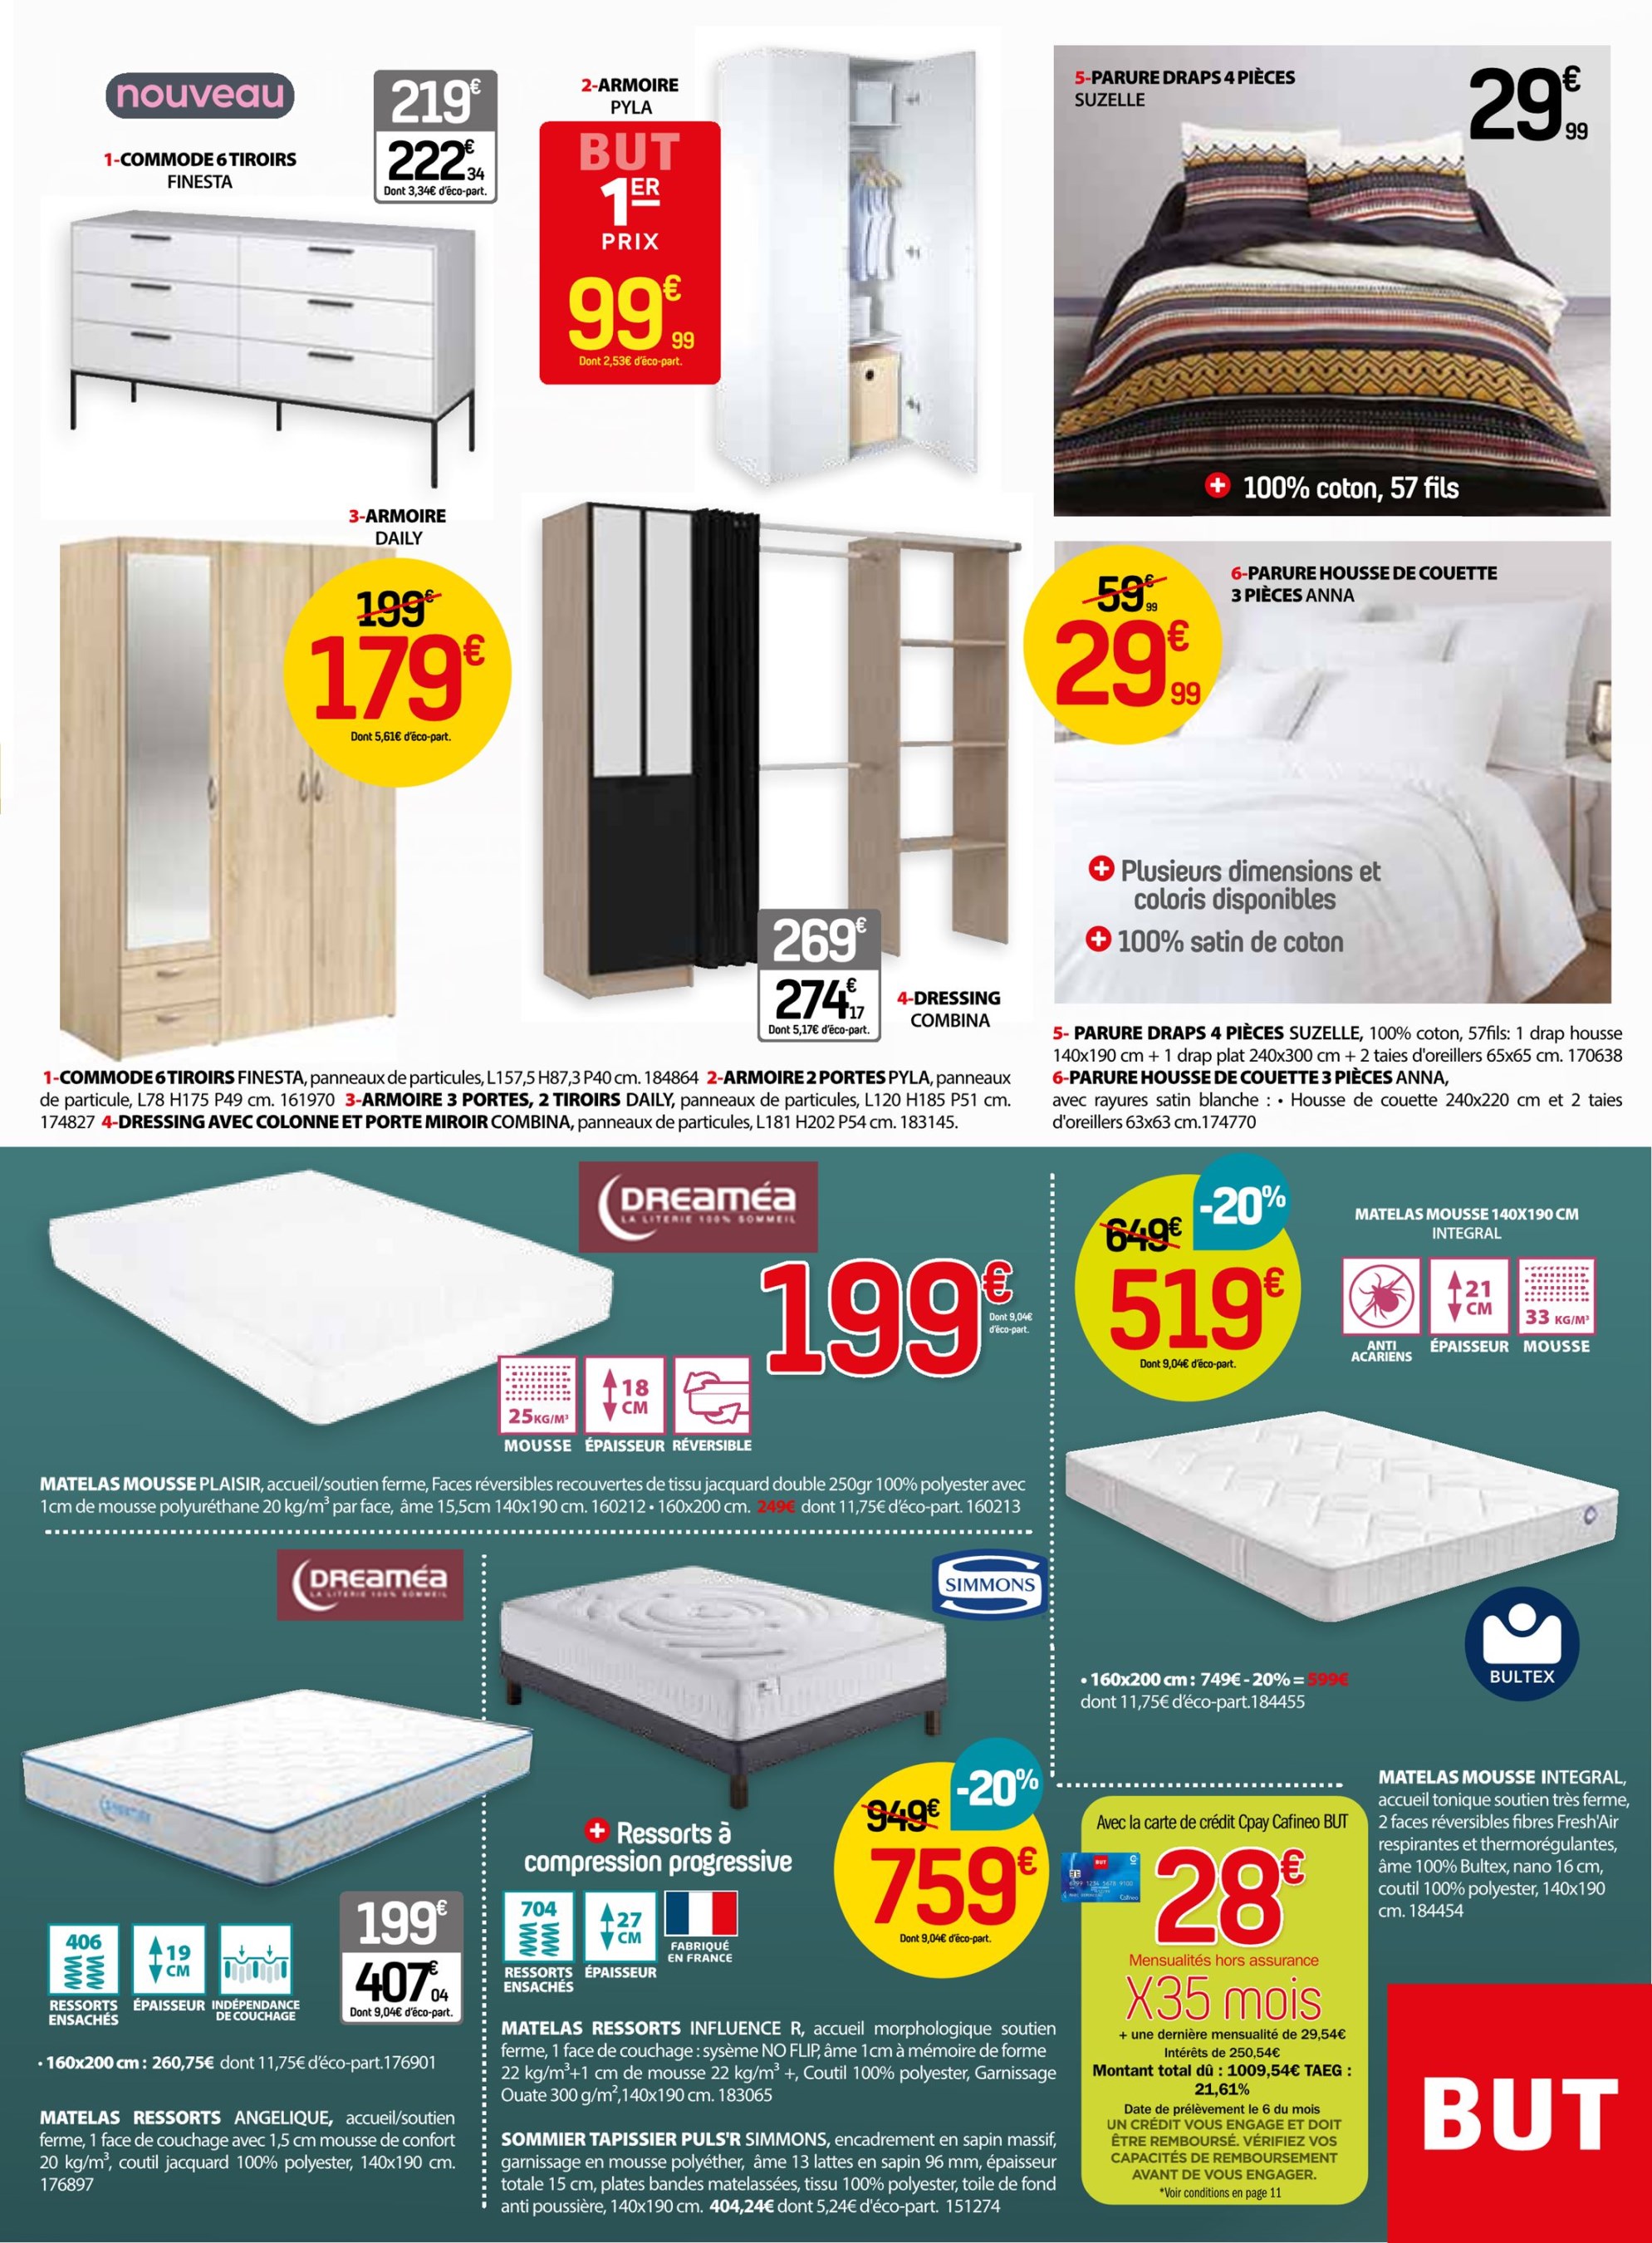 nouveau
1-COMMODE 6 TIROIRS
FINESTA
219€
222€34
Dont 3,34€ d'éco-part.
2-ARMOIRE
PYLA
BUT
1ER
PRIX
99€99
Dont 2,53€ d'éco-part.
5-PARURE DRAPS 4 PIÈCES
SUZELLE
29€99
+ 100% coton, 57 fils
3-ARMOIRE
DAILY
199€
179€
Dont 5,61€ d'éco-part.
269€
274€17
Dont 5,17€ d'éco-part.
4-DRESSING
COMBINA
59€99
29€99
6-PARURE HOUSSE DE COUETTE
3 PIÈCES ANNA
+ Plusieurs dimensions et
coloris disponibles
+ 100% satin de coton
1-COMMODE 6 TIROIRS FINESTA, panneaux de particules, L157,5 H87,3 P40 cm. 184864 2-ARMOIRE 2 PORTES PYLA, panneaux
de particule, L78 H175 P49 cm. 161970 3-ARMOIRE 3 PORTES, 2 TIROIRS DAILY, panneaux de particules, L120 H185 P51 cm.
174827 4-DRESSING AVEC COLONNE ET PORTE MIROIR COMBINA, panneaux de particules, L181 H202 P54 cm. 183145.
5- PARURE DRAPS 4 PIÈCES SUZELLE, 100% coton, 57fils: 1 drap housse
140x190 cm + 1 drap plat 240x300 cm + 2 taies d'oreillers 65x65 cm. 170638
6-PARURE HOUSSE DE COUETTE 3 PIÈCES ANNA,
avec rayures satin blanche : • Housse de couette 240x220 cm et 2 taies
d'oreillers 63x63 cm.174770
DREAMÉA
LA LITERIE 100% SOMMEIL
199€
Dont 9,04€
d'éco-part.
25KG/M³
18
CM
MOUSSE ÉPAISSEUR RÉVERSIBLE
MATELAS MOUSSE PLAISIR, accueil/soutien ferme, Faces réversibles recouvertes de tissu jacquard double 250gr 100% polyester avec
1cm de mousse polyuréthane 20 kg/m³ par face, âme 15,5cm 140x190 cm. 160212 • 160x200 cm. 249€ dont 11,75€ d'éco-part. 160213
649€
-20%
519€
Dont 9,04€ d'éco-part.
MATELAS MOUSSE 140X190 CM
INTEGRAL
21
CM
33 KG/M³
ANTI
ACARIENS
ÉPAISSEUR MOUSSE
BULTEX
• 160x200 cm : 749€ - 20% = 599€
dont 11,75€ d'éco-part.184455
MATELAS MOUSSE INTEGRAL,
accueil tonique soutien très ferme,
2 faces réversibles fibres Fresh'Air
respirantes et thermorégulantes,
âme 100% Bultex, nano 16 cm,
coutil 100% polyester, 140x190
cm. 184454
DREAMÉA
LA LITERIE 100% SOMMEIL
DREAMÉA
406
19
CM
RESSORTS
ENSACHÉS
ÉPAISSEUR
INDÉPENDANCE
DE COUCHAGE
199€
407€04
Dont 9,04€ d'éco-part.
• 160x200 cm : 260,75€ dont 11,75€ d'éco-part.176901
MATELAS RESSORTS ANGELIQUE, accueil/soutien
ferme, 1 face de couchage avec 1,5 cm mousse de confort
20 kg/m³, coutil jacquard 100% polyester, 140x190 cm.
176897
SIMMONS
+ Ressorts à
compression progressive
949€
-20%
759€
Dont 9,04€ d'éco-part.
704
27
CM
RESSORTS
ENSACHÉS
ÉPAISSEUR
FABRIQUÉ
EN FRANCE
MATELAS RESSORTS INFLUENCE R, accueil morphologique soutien
ferme, 1 face de couchage : sysème NO FLIP, âme 1cm à mémoire de forme
22 kg/m³+1 cm de mousse 22 kg/m³ +, Coutil 100% polyester, Garnissage
Ouate 300 g/m²,140x190 cm. 183065
SOMMIER TAPISSIER PULS'R SIMMONS, encadrement en sapin massif,
garnissage en mousse polyéther, âme 13 lattes en sapin 96 mm, épaisseur
totale 15 cm, plates bandes matelassées, tissu 100% polyester, toile de fond
anti poussière, 140x190 cm. 404,24€ dont 5,24€ d'éco-part. 151274
Avec la carte de crédit Cpay Cafineo BUT
28€
Mensualités hors assurance
X35 mois
+ une dernière mensualité de 29,54€
Intérêts de 250,54€
Montant total dû : 1009,54€ TAEG :
21,61%
Date de prélèvement le 6 du mois
UN CRÉDIT VOUS ENGAGE ET DOIT
ÊTRE REMBOURSÉ. VÉRIFIEZ VOS
CAPACITÉS DE REMBOURSEMENT
AVANT DE VOUS ENGAGER.
*Voir conditions en page 11
BUT